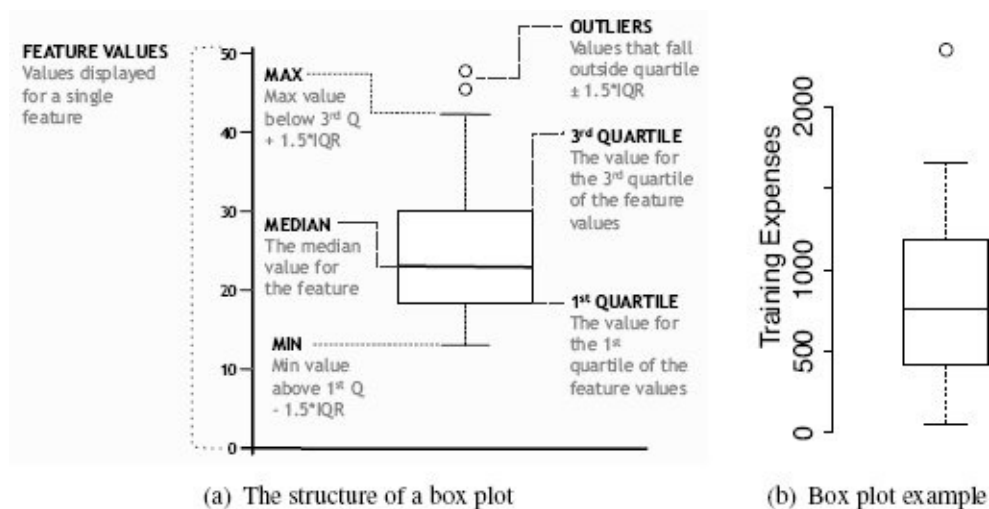 FEATURE VALUES
Values displayed
for a single
feature
50
40
30
20
10
0
MAX
Max value
below 3rd Q
+ 1.5*IQR
MEDIAN
The median
value for
the feature
MIN
Min value
above 1st Q
- 1.5*IQR
OUTLIERS
Values that fall
outside quartile
± 1.5*IQR
3rd QUARTILE
The value for
the 3rd quartile
of the feature
values
1st QUARTILE
The value for
the 1st
quartile of the
feature values
(a) The structure of a box plot
Training Expenses
2000
1000
500
0
(b) Box plot example